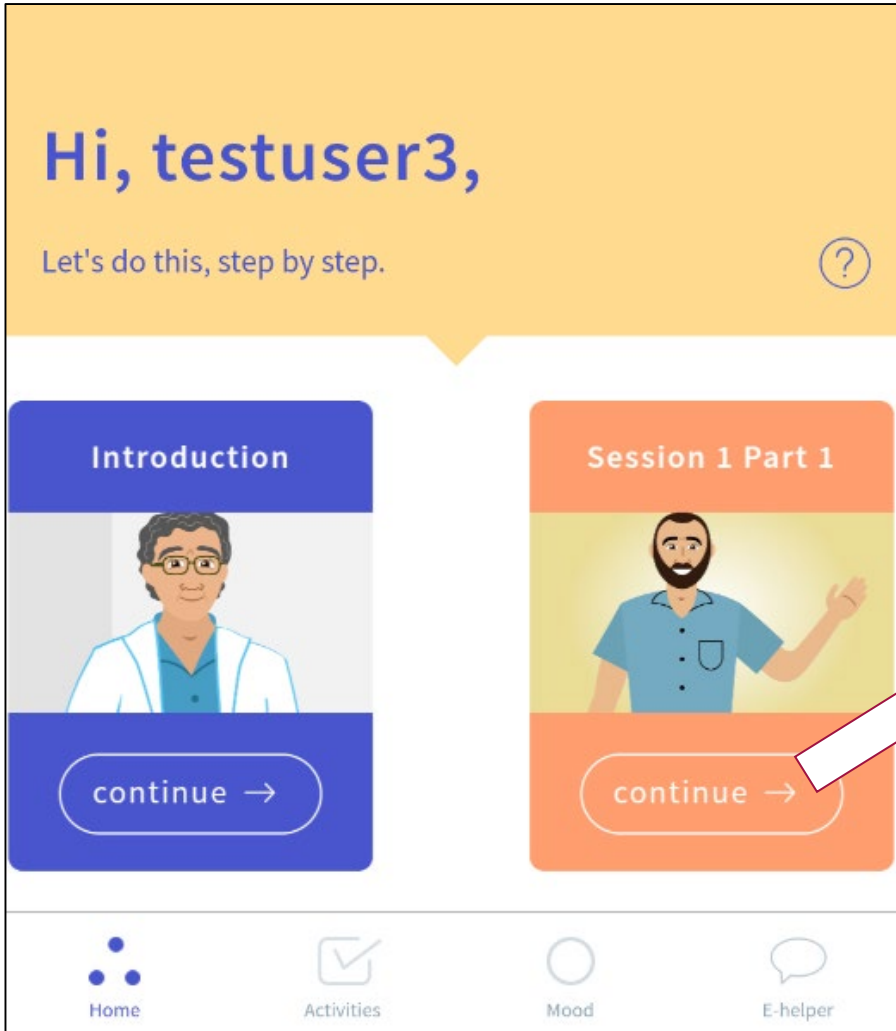 Hi, testuser3,
Let's do this, step by step.
?
Introduction
Session 1 Part 1
continue →
continue →
Home
Activities
Mood
E-helper